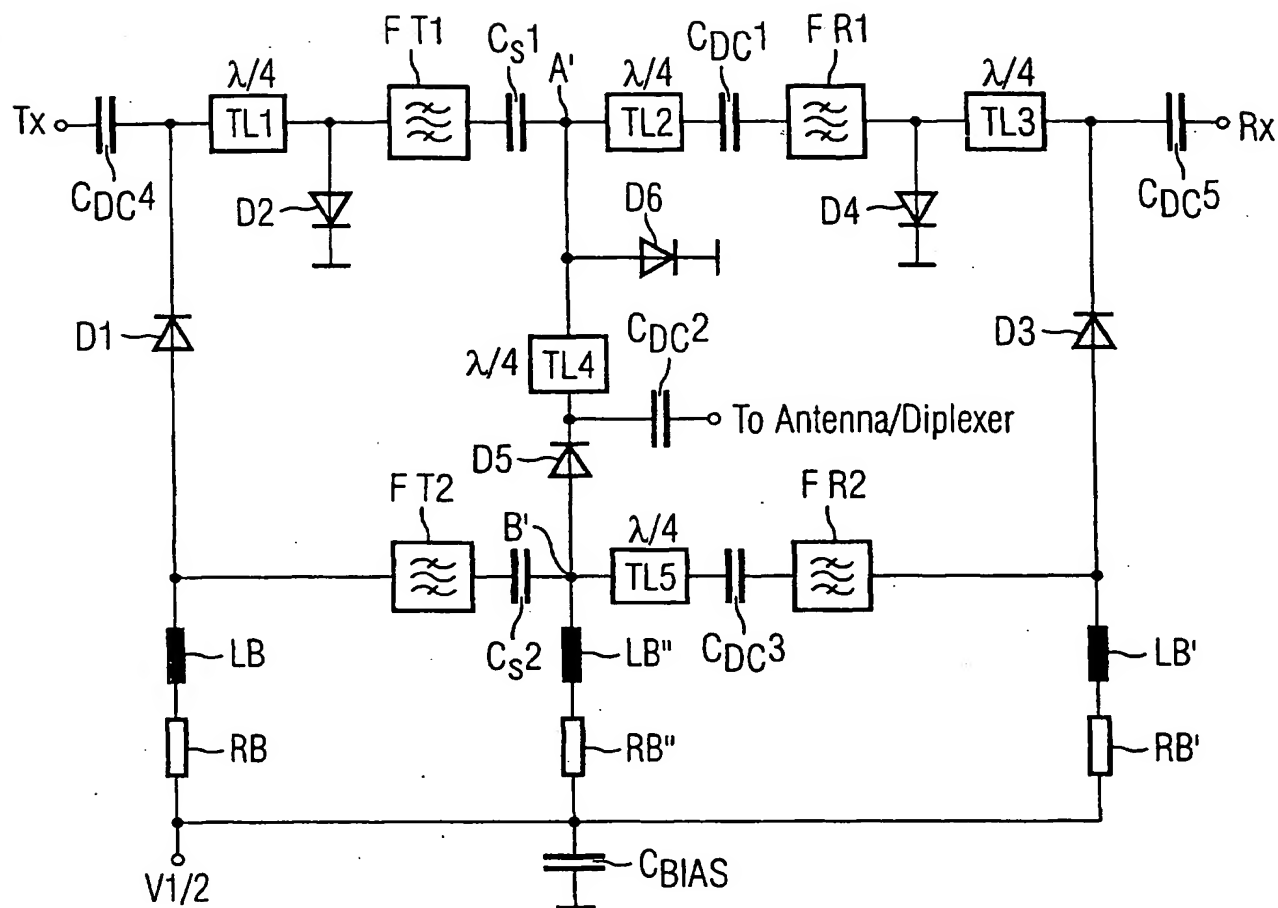 F T1
CS1
A'
CDC1
F R1
λ/4
λ/4
λ/4
Tx
TL1
TL2
TL3
Rx
CDC4
D2
D6
D4
CDC5
D1
λ/4
TL4
CDC2
D3
To Antenna/Diplexer
D5
F T2
B'
λ/4
F R2
TL5
LB
CS2
LB"
CDC3
LB'
RB
RB"
RB'
V1/2
CBIAS